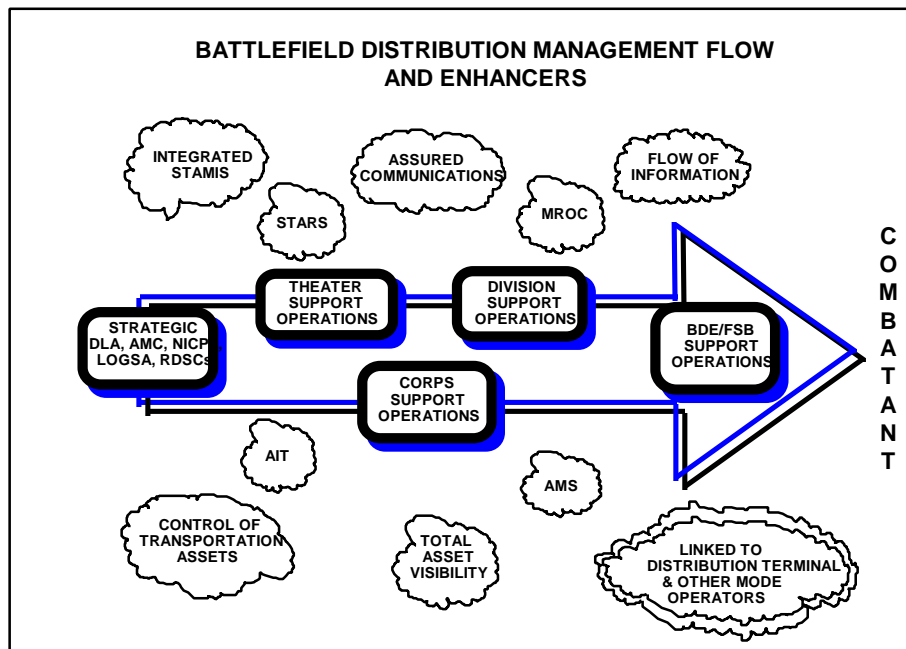 BATTLEFIELD DISTRIBUTION MANAGEMENT FLOW
AND ENHANCERS
INTEGRATED
STAMIS
STARS
ASSURED
COMMUNICATIONS
MROC
FLOW OF
INFORMATION
STRATEGIC
DLA, AMC, NICP,
LOGSA, RDSCs
THEATER
SUPPORT
OPERATIONS
DIVISION
SUPPORT
OPERATIONS
BDE/FSB
SUPPORT
OPERATIONS
CORPS
SUPPORT
OPERATIONS
COMBATANT
AIT
AMS
CONTROL OF
TRANSPORTATION
ASSETS
TOTAL
ASSET
VISIBILITY
LINKED TO
DISTRIBUTION TERMINAL
& OTHER MODE
OPERATORS